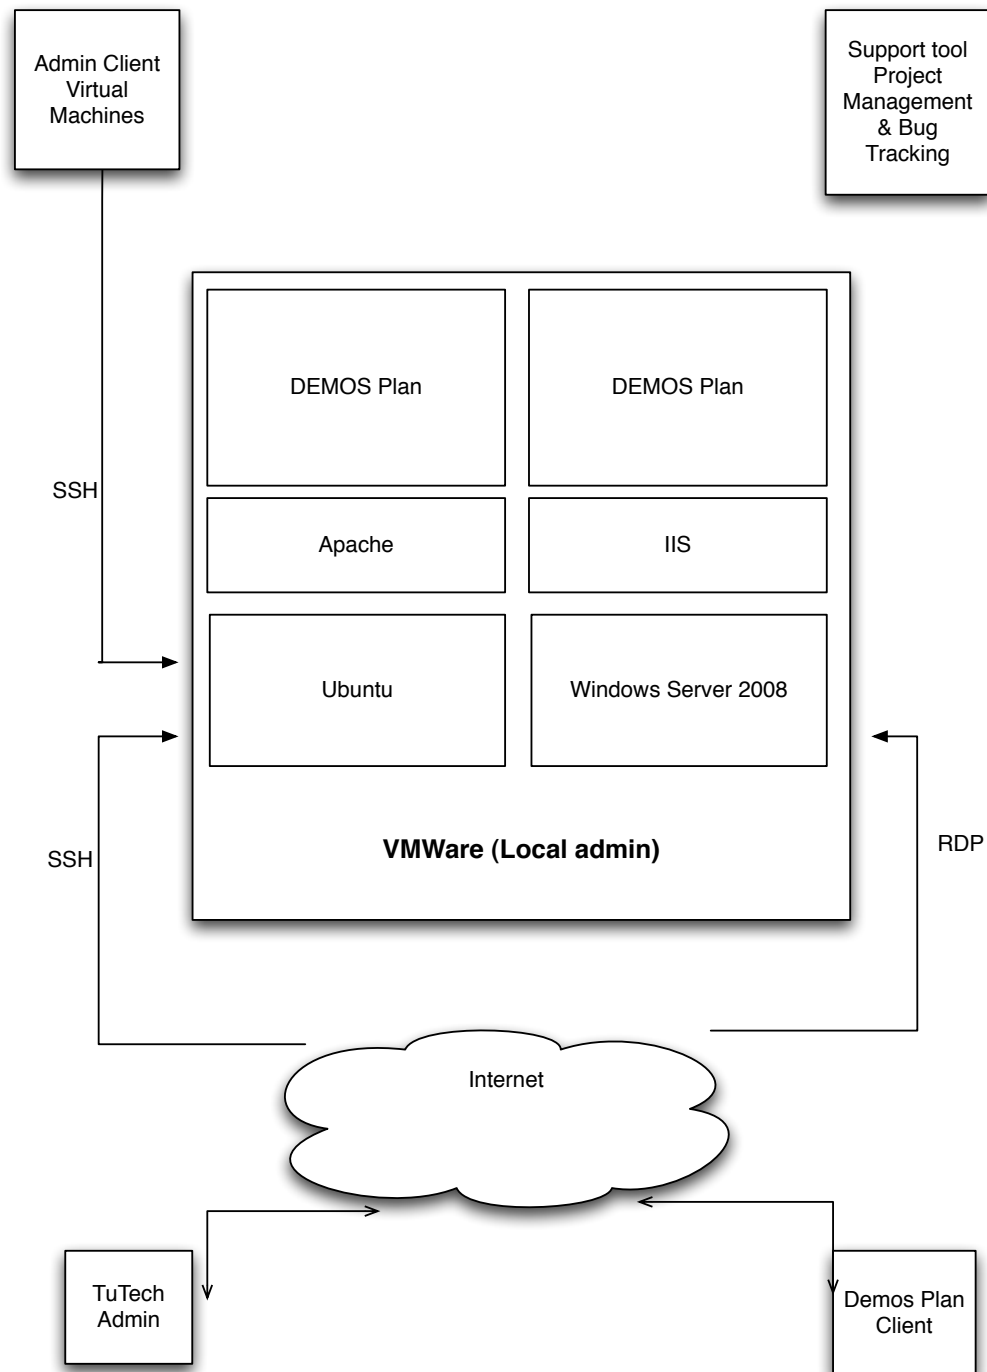 Admin Client
Virtual
Machines
Support tool
Project
Management
& Bug
Tracking
DEMOS Plan
DEMOS Plan
SSH
Apache
IIS
Ubuntu
Windows Server 2008
VMWare (Local admin)
SSH
RDP
Internet
TuTech
Admin
Demos Plan
Client